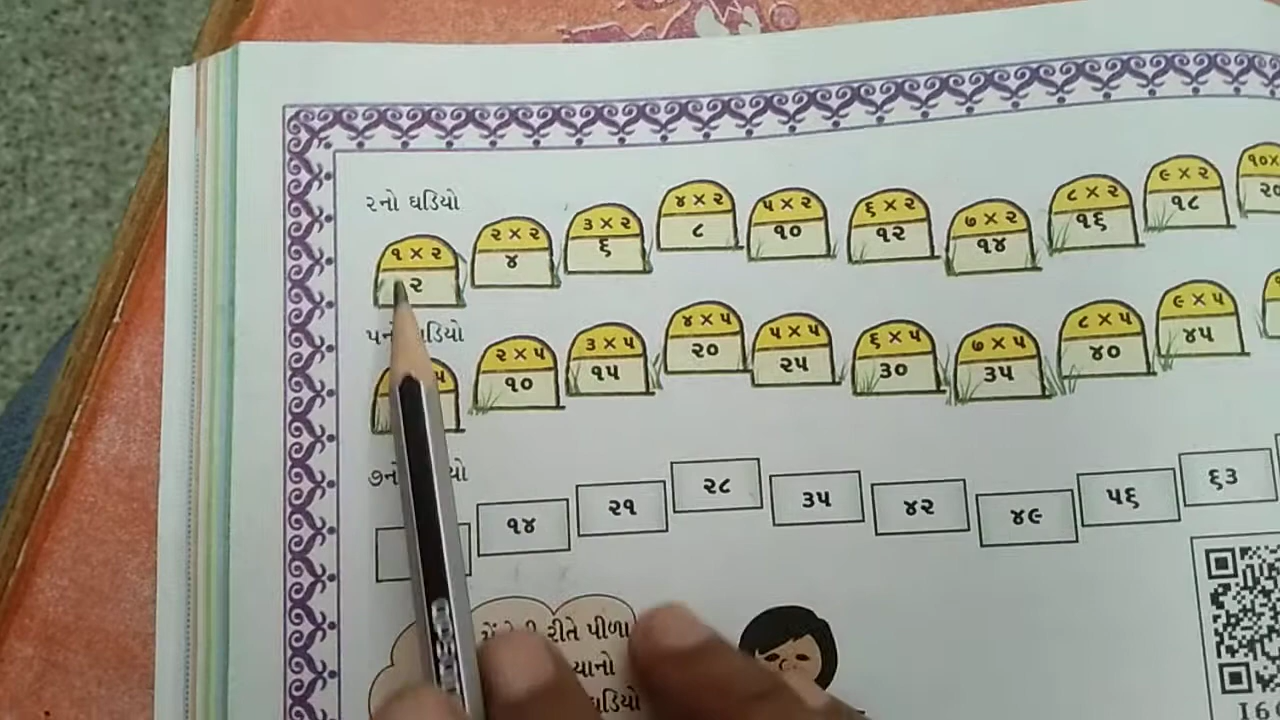 ૨નો ઘડિયો
૧ × ૨ ૨ × ૨ ૩ × ૨ ૪ × ૨ ૫ × ૨ ૬ × ૨ ૭ × ૨ ૮ × ૨ ૯ × ૨ ૧૦×
૨ ૪ ૬ ૮ ૧૦ ૧૨ ૧૪ ૧૬ ૧૮
ઘડિયો
૨ × ૫ ૩ × ૫ ૪ × ૫ ૫ × ૫ ૬ × ૫ ૭ × ૫ ૮ × ૫ ૯ × ૫
૧૦ ૧૫ ૨૦ ૨૫ ૩૦ ૩૫ ૪૦ ૪૫
૧૪ ૨૧ ૨૮ ૩૫ ૪૨ ૪૯ ૫૬ ૬૩
રીતે પીળા
ઘડિયો